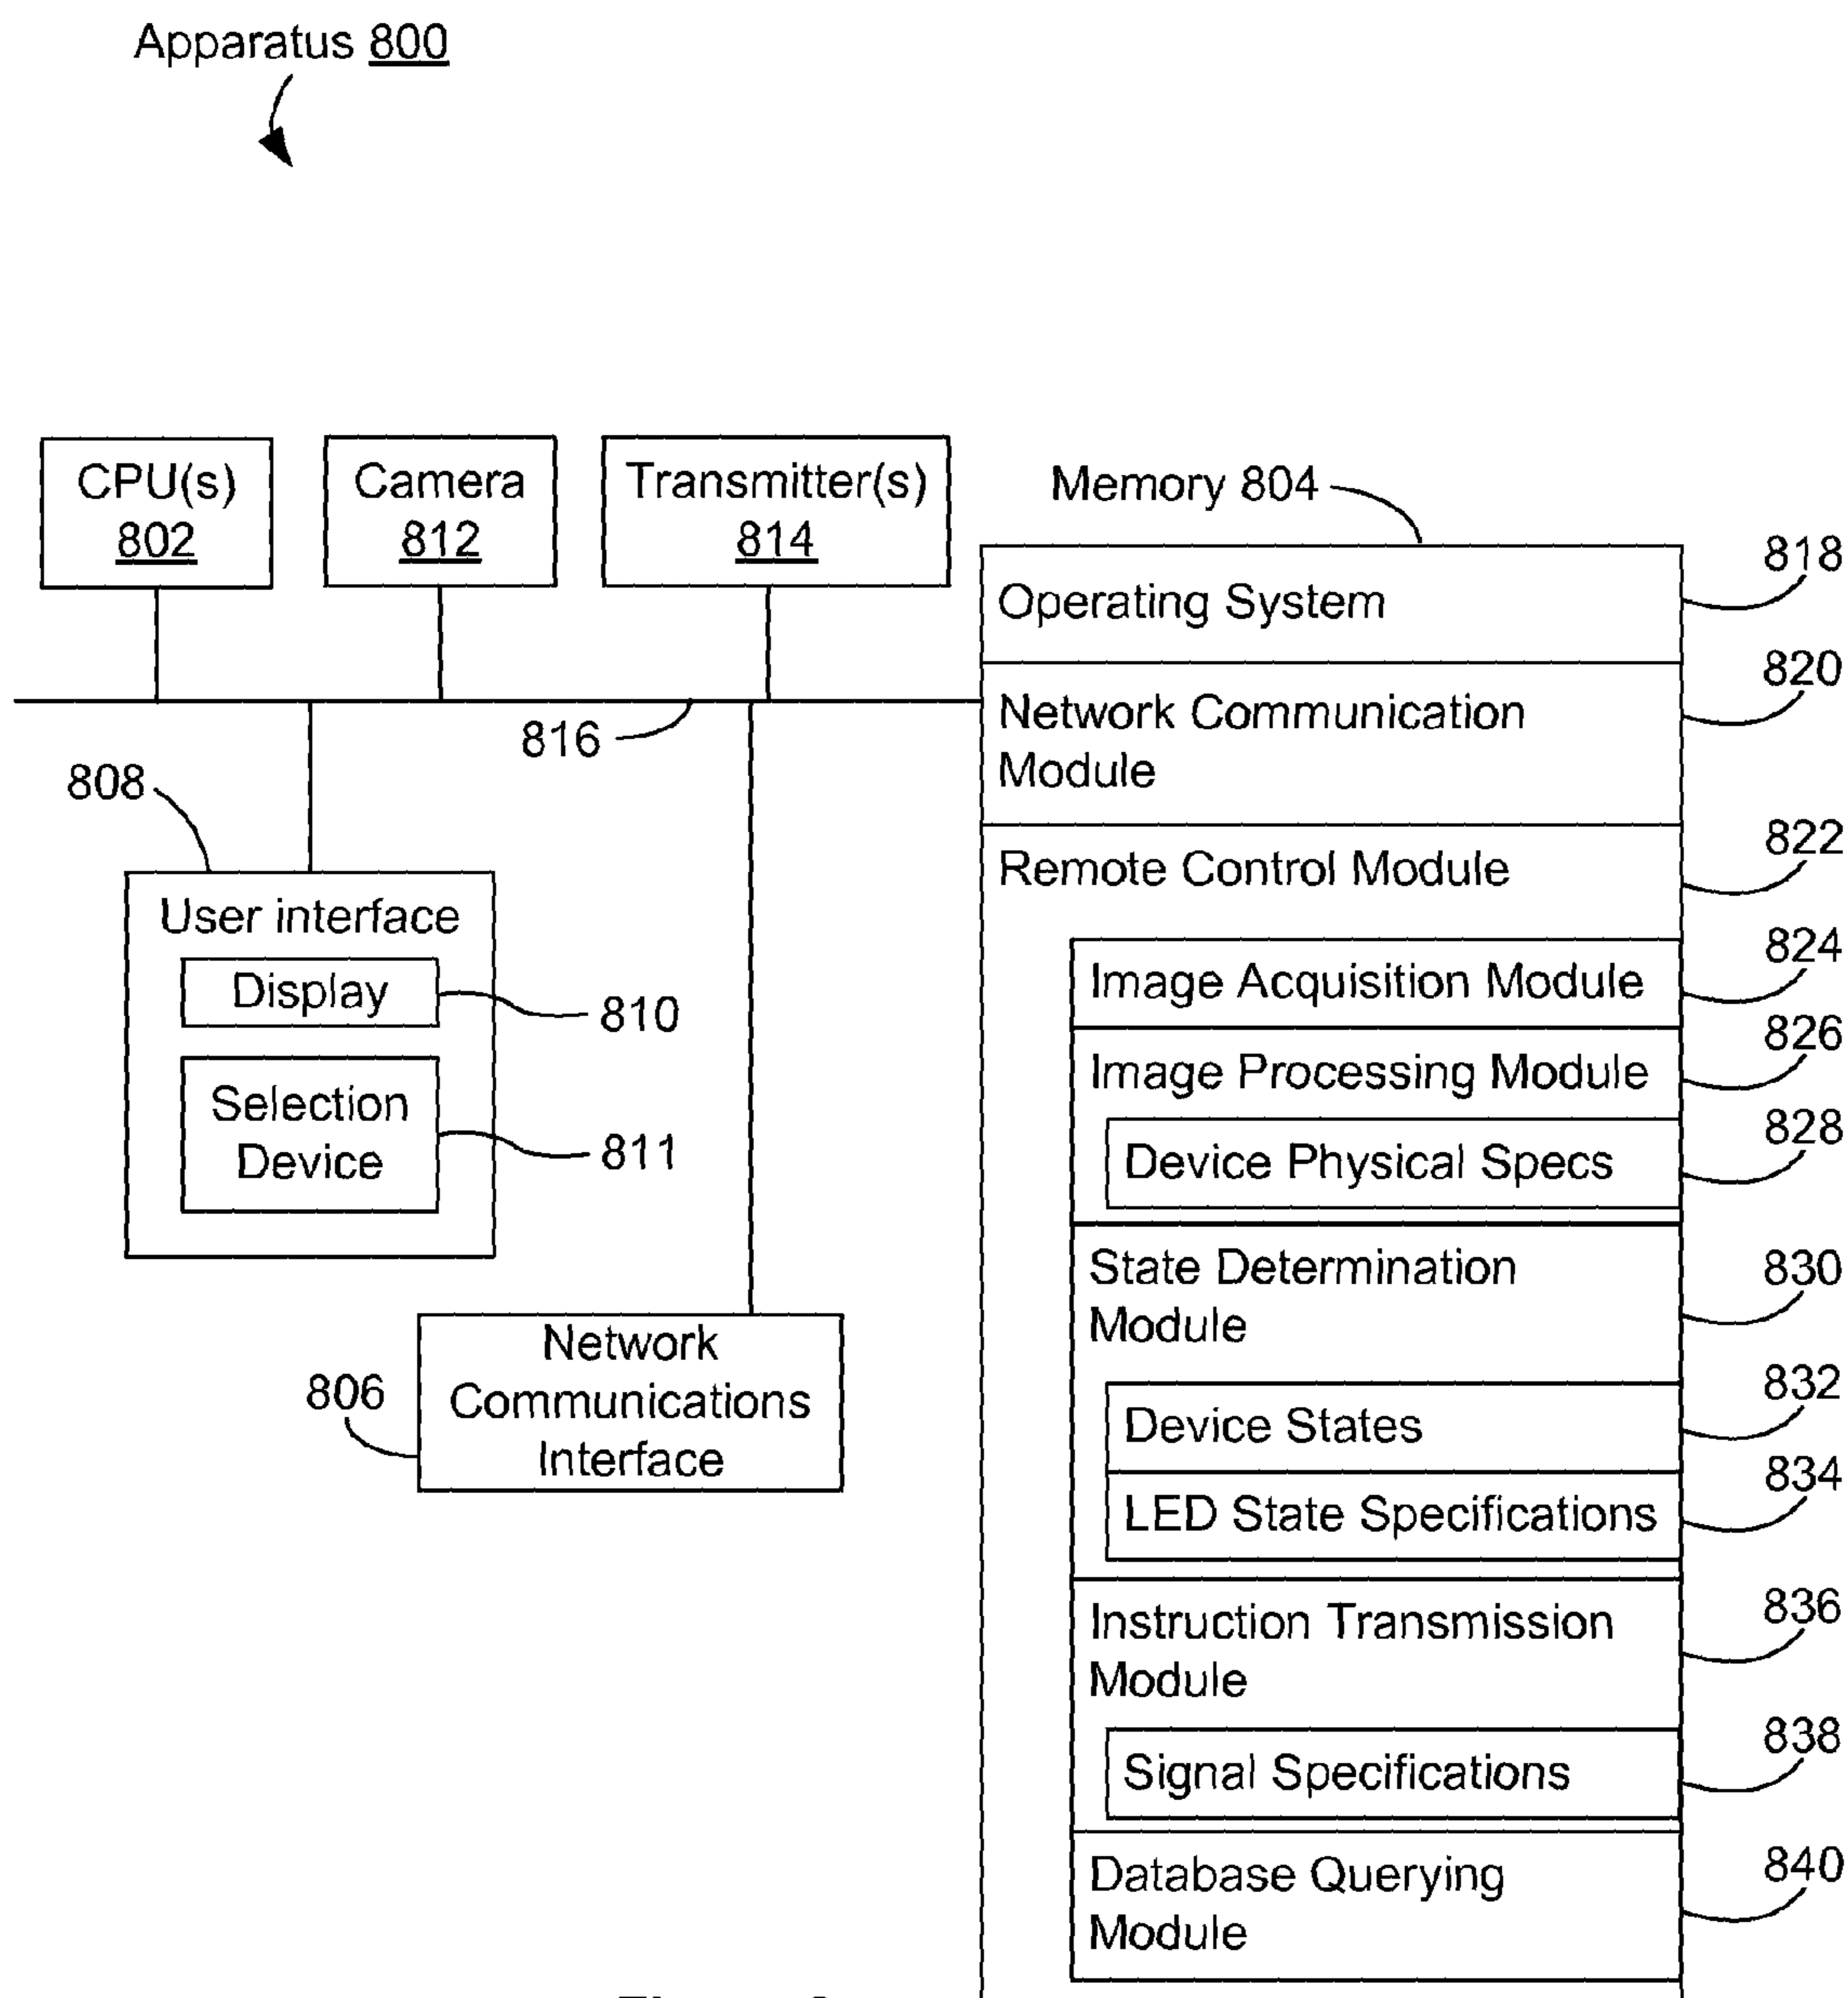 Apparatus 800
CPU(s)
802
Camera
812
Transmitter(s)
814
Memory 804
Operating System
818
Network Communication
Module
820
816
808
User interface
Display
810
Selection
Device
811
Network
Communications
Interface
806
Remote Control Module
822
Image Acquisition Module
824
Image Processing Module
826
Device Physical Specs
828
State Determination
Module
830
Device States
832
LED State Specifications
834
Instruction Transmission
Module
836
Signal Specifications
838
Database Querying
Module
840